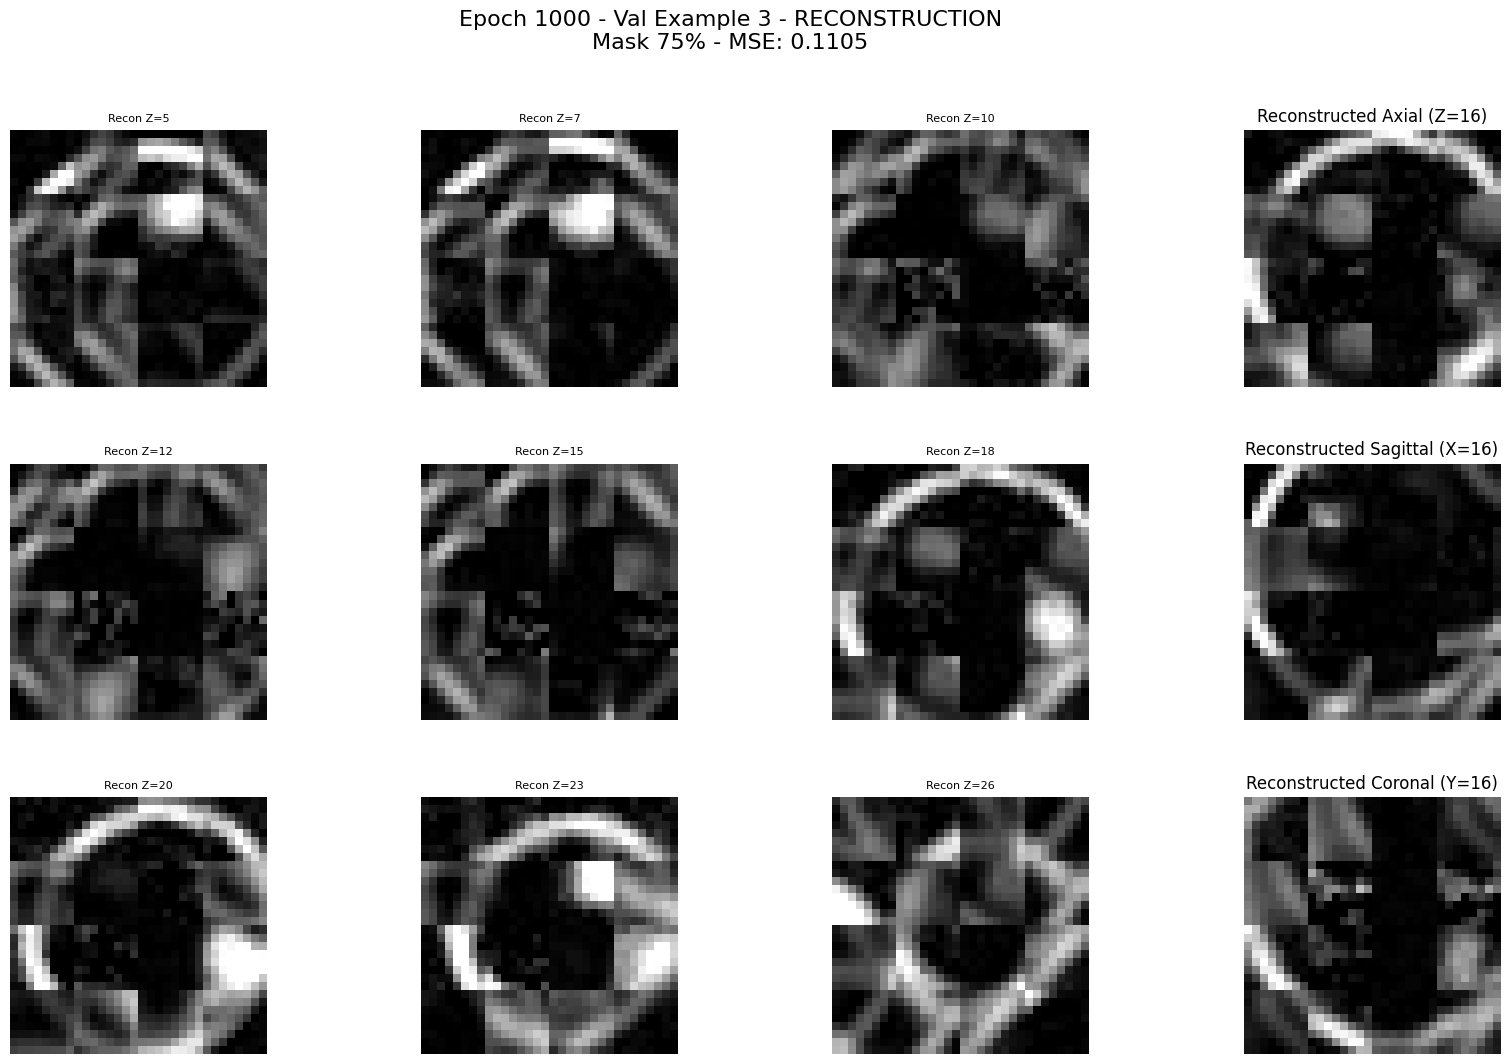 Epoch 1000 - Val Example 3 - RECONSTRUCTION
Mask 75% - MSE: 0.1105
Recon Z=5
Recon Z=7
Recon Z=10
Reconstructed Axial (Z=16)
Recon Z=12
Recon Z=15
Recon Z=18
Reconstructed Sagittal (X=16)
Recon Z=20
Recon Z=23
Recon Z=26
Reconstructed Coronal (Y=16)